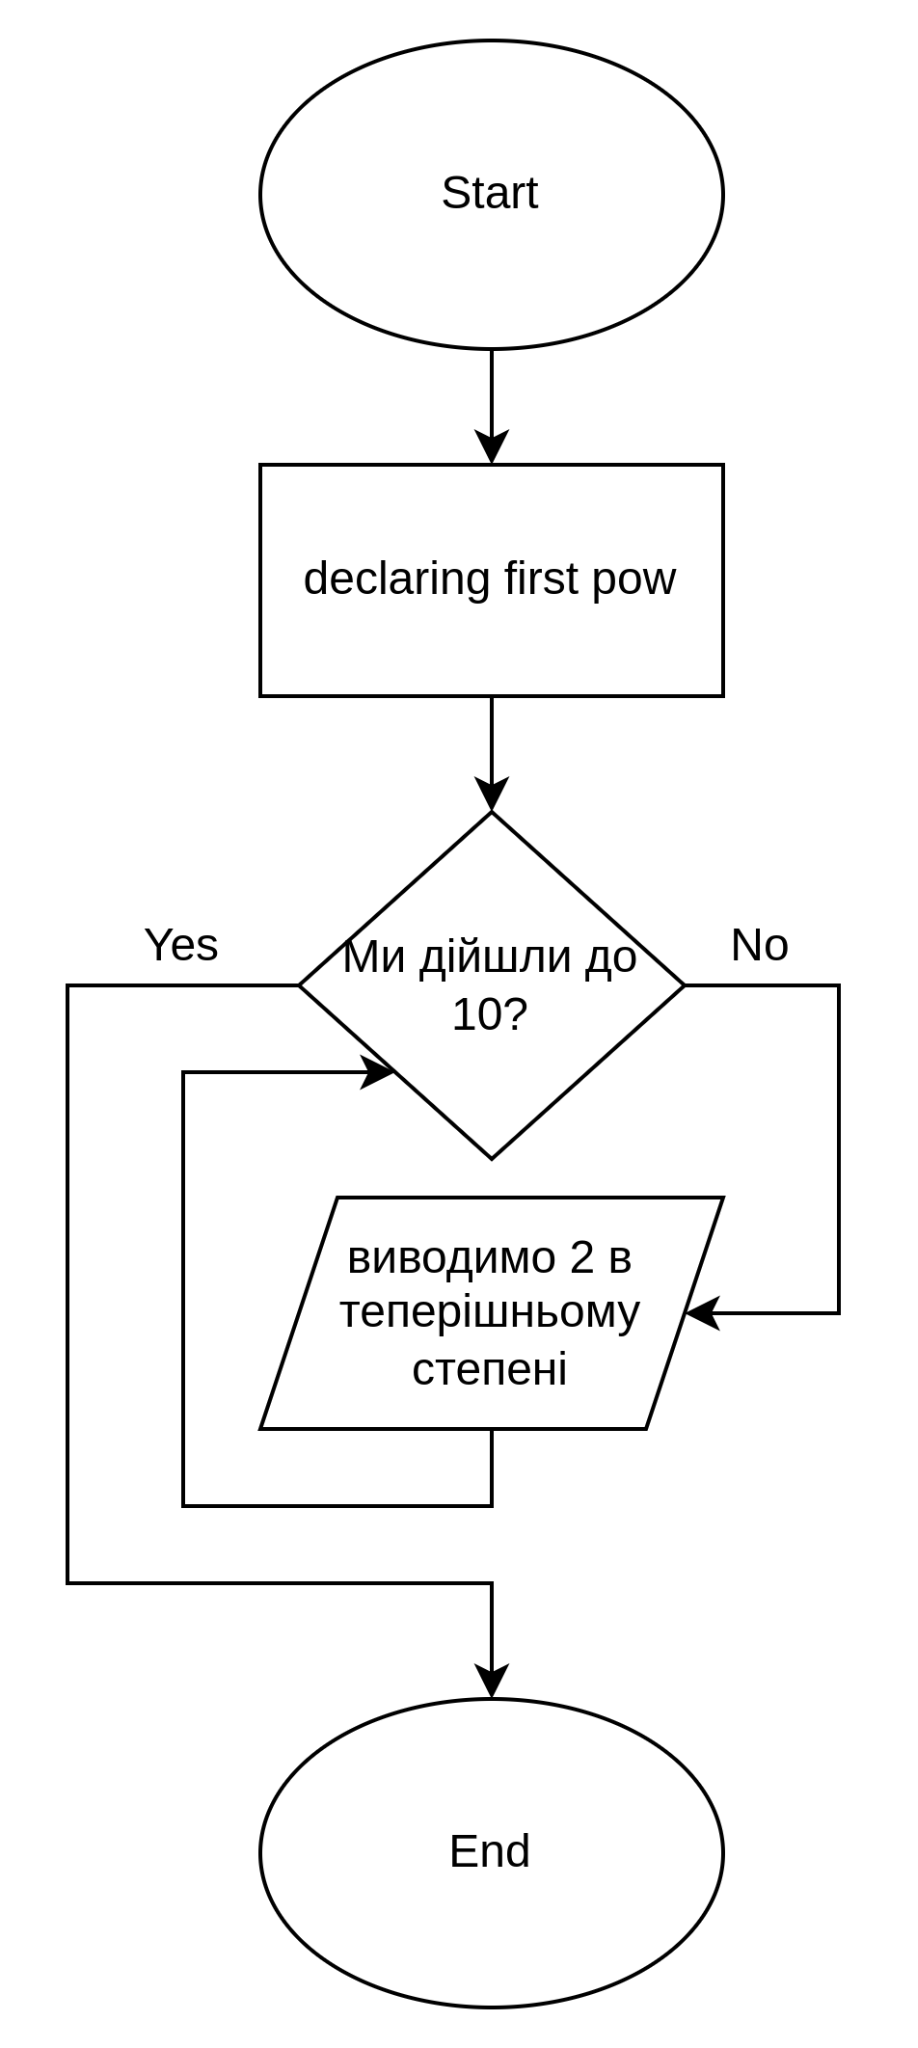 Start
declaring first pow
Yes
Ми дійшли до
10?
No
виводимо 2 в
теперішньому
степені
End